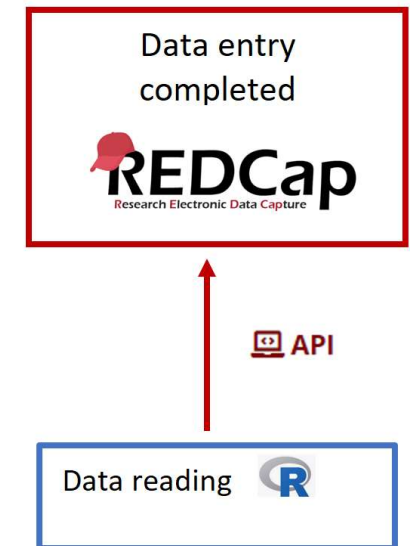 Data entry
completed
REDCap
Research Electronic Data Capture
API
Data reading R